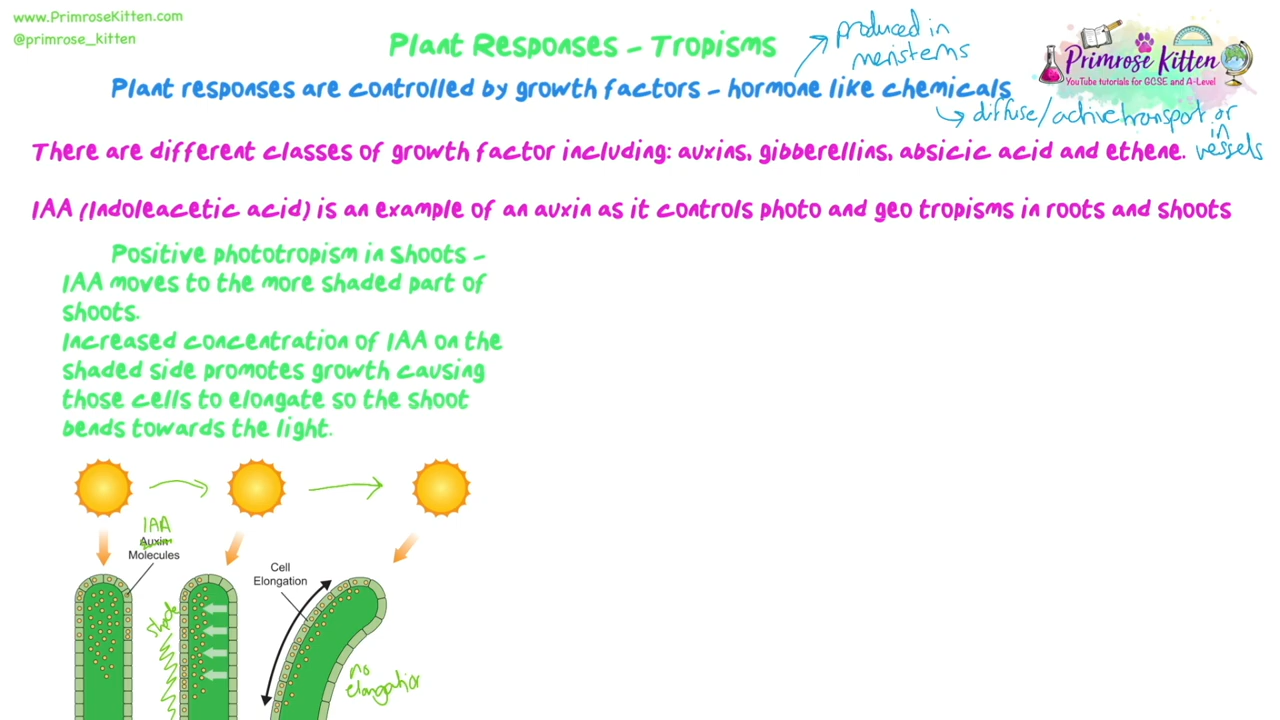 www.PrimroseKitten.com
@primrose_kitten
Plant Responses – Tropisms
produced in
meristems
Primrose Kitten
YouTube tutorials for GCSE and A-Level
Plant responses are controlled by growth factors – hormone like chemicals
diffuse/active transport or
in
vessels
There are different classes of growth factor including: auxins, gibberellins, absicic acid and ethene.
IAA (Indoleacetic acid) is an example of an auxin as it controls photo and geo tropisms in roots and shoots
Positive phototropism in Shoots –
IAA moves to the more shaded part of
shoots.
Increased concentration of IAA on the
shaded side promotes growth causing
those cells to elongate so the shoot
bends towards the light.
IAA
Auxin
Molecules
Cell
Elongation
shade
no
elongation